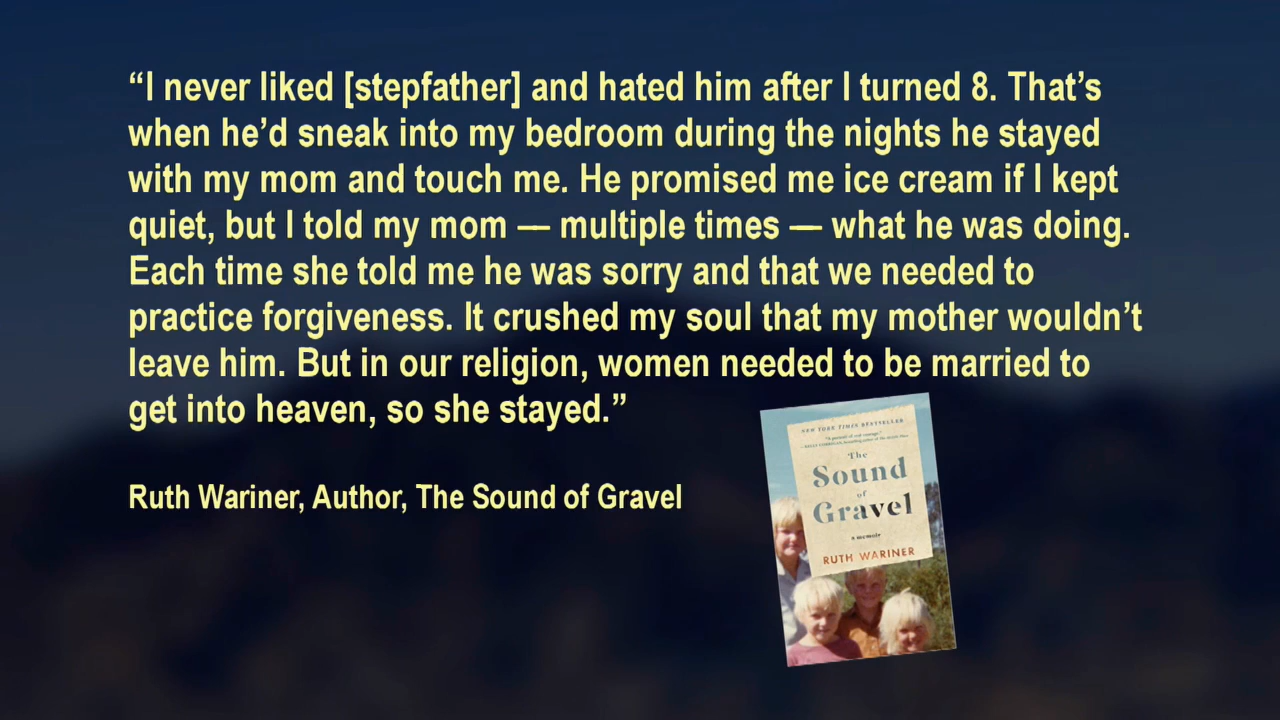 “I never liked [stepfather] and hated him after I turned 8. That’s
when he’d sneak into my bedroom during the nights he stayed
with my mom and touch me. He promised me ice cream if I kept
quiet, but I told my mom — multiple times — what he was doing.
Each time she told me he was sorry and that we needed to
practice forgiveness. It crushed my soul that my mother wouldn’t
leave him. But in our religion, women needed to be married to
get into heaven, so she stayed.”
Ruth Wariner, Author, The Sound of Gravel
NEW YORK TIMES BESTSELLER
The
Sound
of
Gravel
a memoir
RUTH WARINER